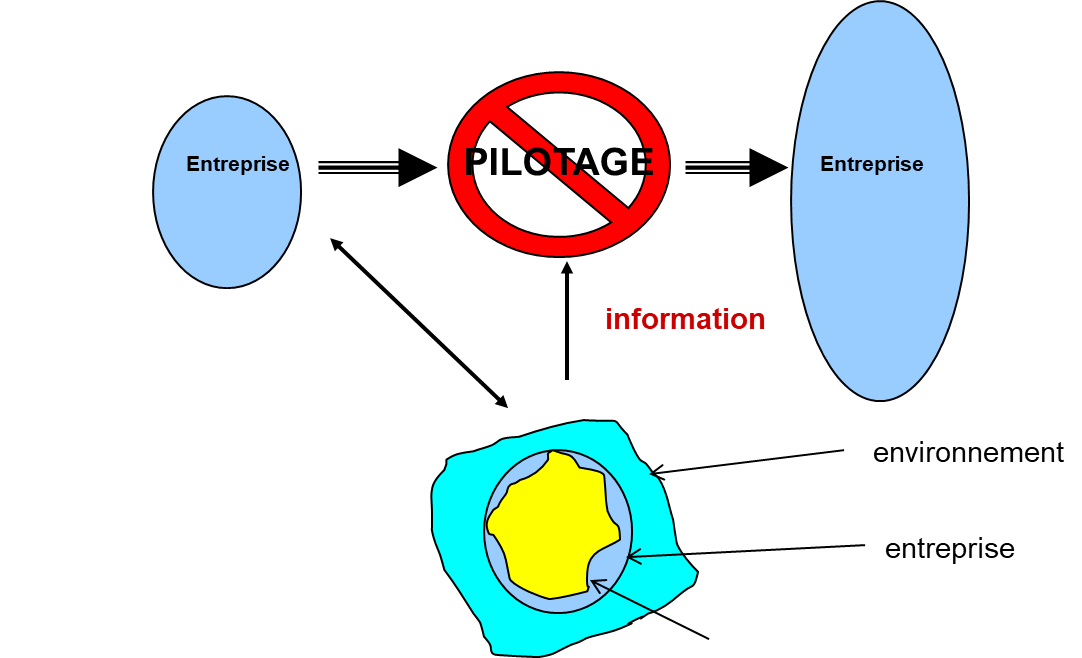 Entreprise
PILOTAGE
Entreprise
information
environnement
entreprise